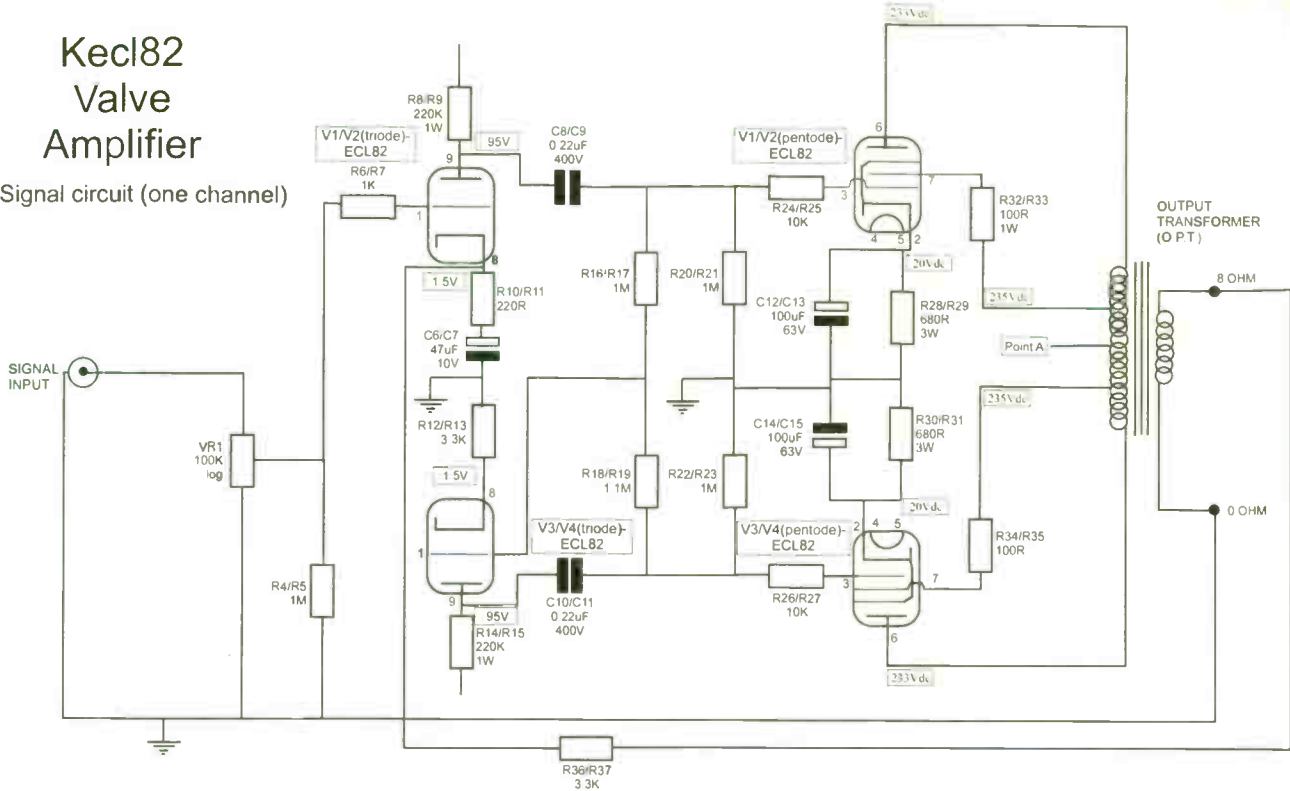 Kecl82
Valve
Amplifier
Signal circuit (one channel)
R8/R9
220K
1W
V1/V2(triode)-
ECL82
95V
9
R6/R7
1K
1
8
1 5V
R10/R11
220R
C6/C7
47uF
10V
C8/C9
0 22uF
400V
R16/R17
1M
R20/R21
1M
V1/V2(pentode)-
ECL82
R24/R25
10K
6
3
7
4
5
2
20Vdc
R32/R33
100R
1W
C12/C13
100uF
63V
R28/R29
680R
3W
235Vdc
Point A
OUTPUT
TRANSFORMER
(O P.T )
8 OHM
SIGNAL
INPUT
VR1
100K
log
R4/R5
1M
R12/R13
3 3K
1 5V
8
1
9
95V
R14/R15
220K
1W
V3/V4(triode)-
ECL82
C10/C11
0 22uF
400V
R18/R19
1 1M
R22/R23
1M
C14/C15
100uF
63V
R30/R31
680R
3W
235Vdc
20Vdc
V3/V4(pentode)-
ECL82
R26/R27
10K
2
4
5
3
7
6
R34/R35
100R
233Vdc
0 OHM
R36/R37
3 3K